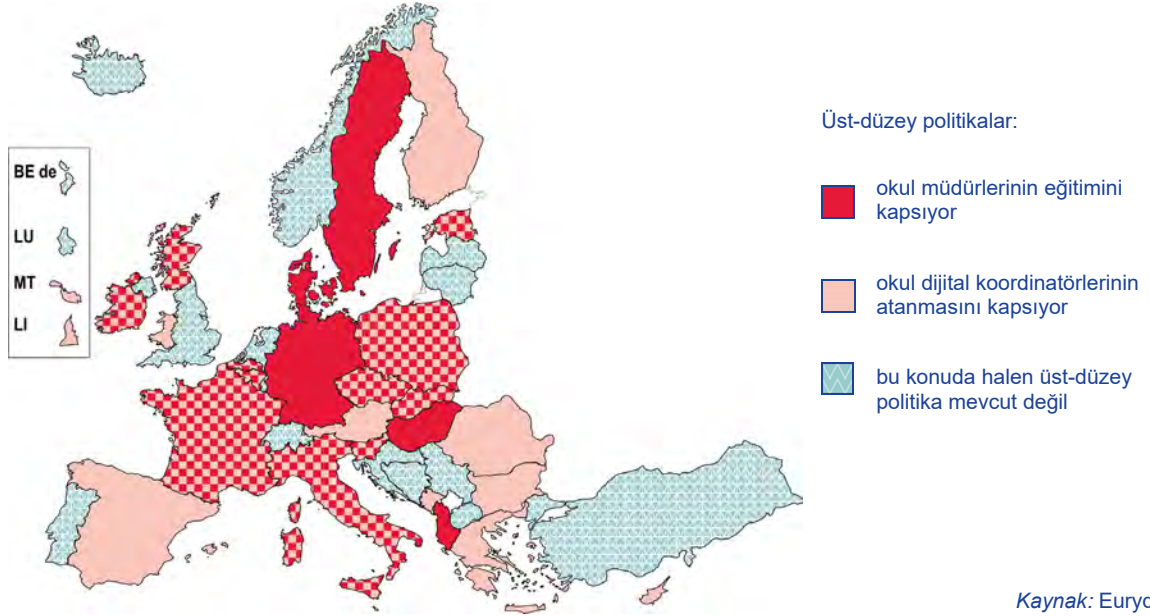 BE de
LU
MT
LI
Üst-düzey politikalar:
okul müdürlerinin eğitimini
kapsıyor
okul dijital koordinatörlerinin
atanmasını kapsıyor
bu konuda halen üst-düzey
politika mevcut değil
Kaynak: Euryd